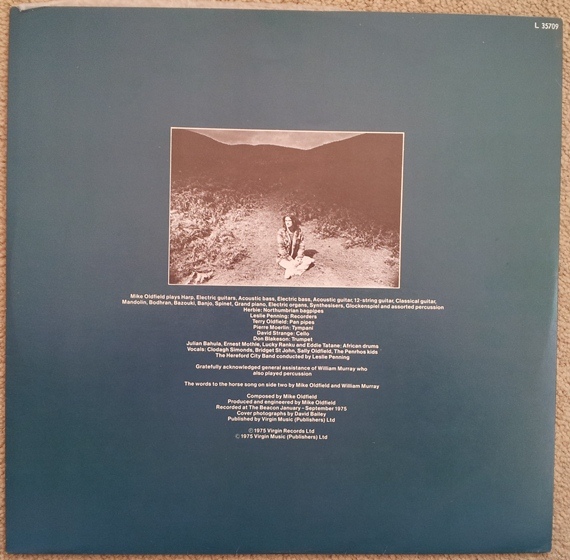 L 35709
Mike Oldfield plays Harp, Electric guitars, Acoustic bass, Electric bass, Acoustic guitar, 12-string guitar, Classical guitar,
Mandolin, Bodhran, Bazouki, Banjo, Spinet, Grand piano, Electric organs, Synthesisers, Glockenspiel and assorted percussion
Herbie: Northumbrian bagpipes
Leslie Penning: Recorders
Terry Oldfield: Pan pipes
Pierre Moerlin: Tympani
David Strange: Cello
Don Blakeson: Trumpet
Julian Bahula, Ernest Mothle, Lucky Ranku and Eddie Tatane: African drums
Vocals: Clodagh Simonds, Bridget St John, Sally Oldfield, The Penrhos kids
The Hereford City Band conducted by Leslie Penning
Gratefully acknowledged general assistance of William Murray who
also played percussion
The words to the horse song on side two by Mike Oldfield and William Murray
Composed by Mike Oldfield
Produced and engineered by Mike Oldfield
Recorded at The Beacon January - September 1975
Cover photographs by David Bailey
Published by Virgin Music (Publishers) Ltd
℗ 1975 Virgin Records Ltd
© 1975 Virgin Music (Publishers) Ltd